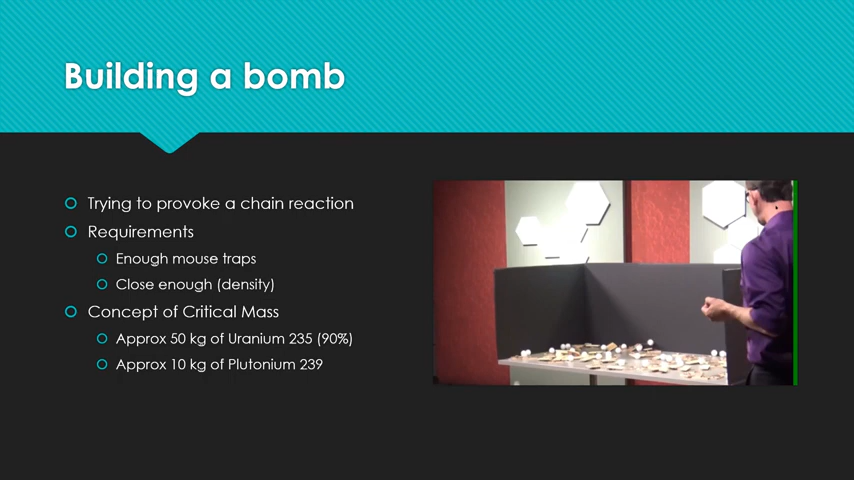 Building a bomb
Trying to provoke a chain reaction
Requirements
Enough mouse traps
Close enough (density)
Concept of Critical Mass
Approx 50 kg of Uranium 235 (90%)
Approx 10 kg of Plutonium 239